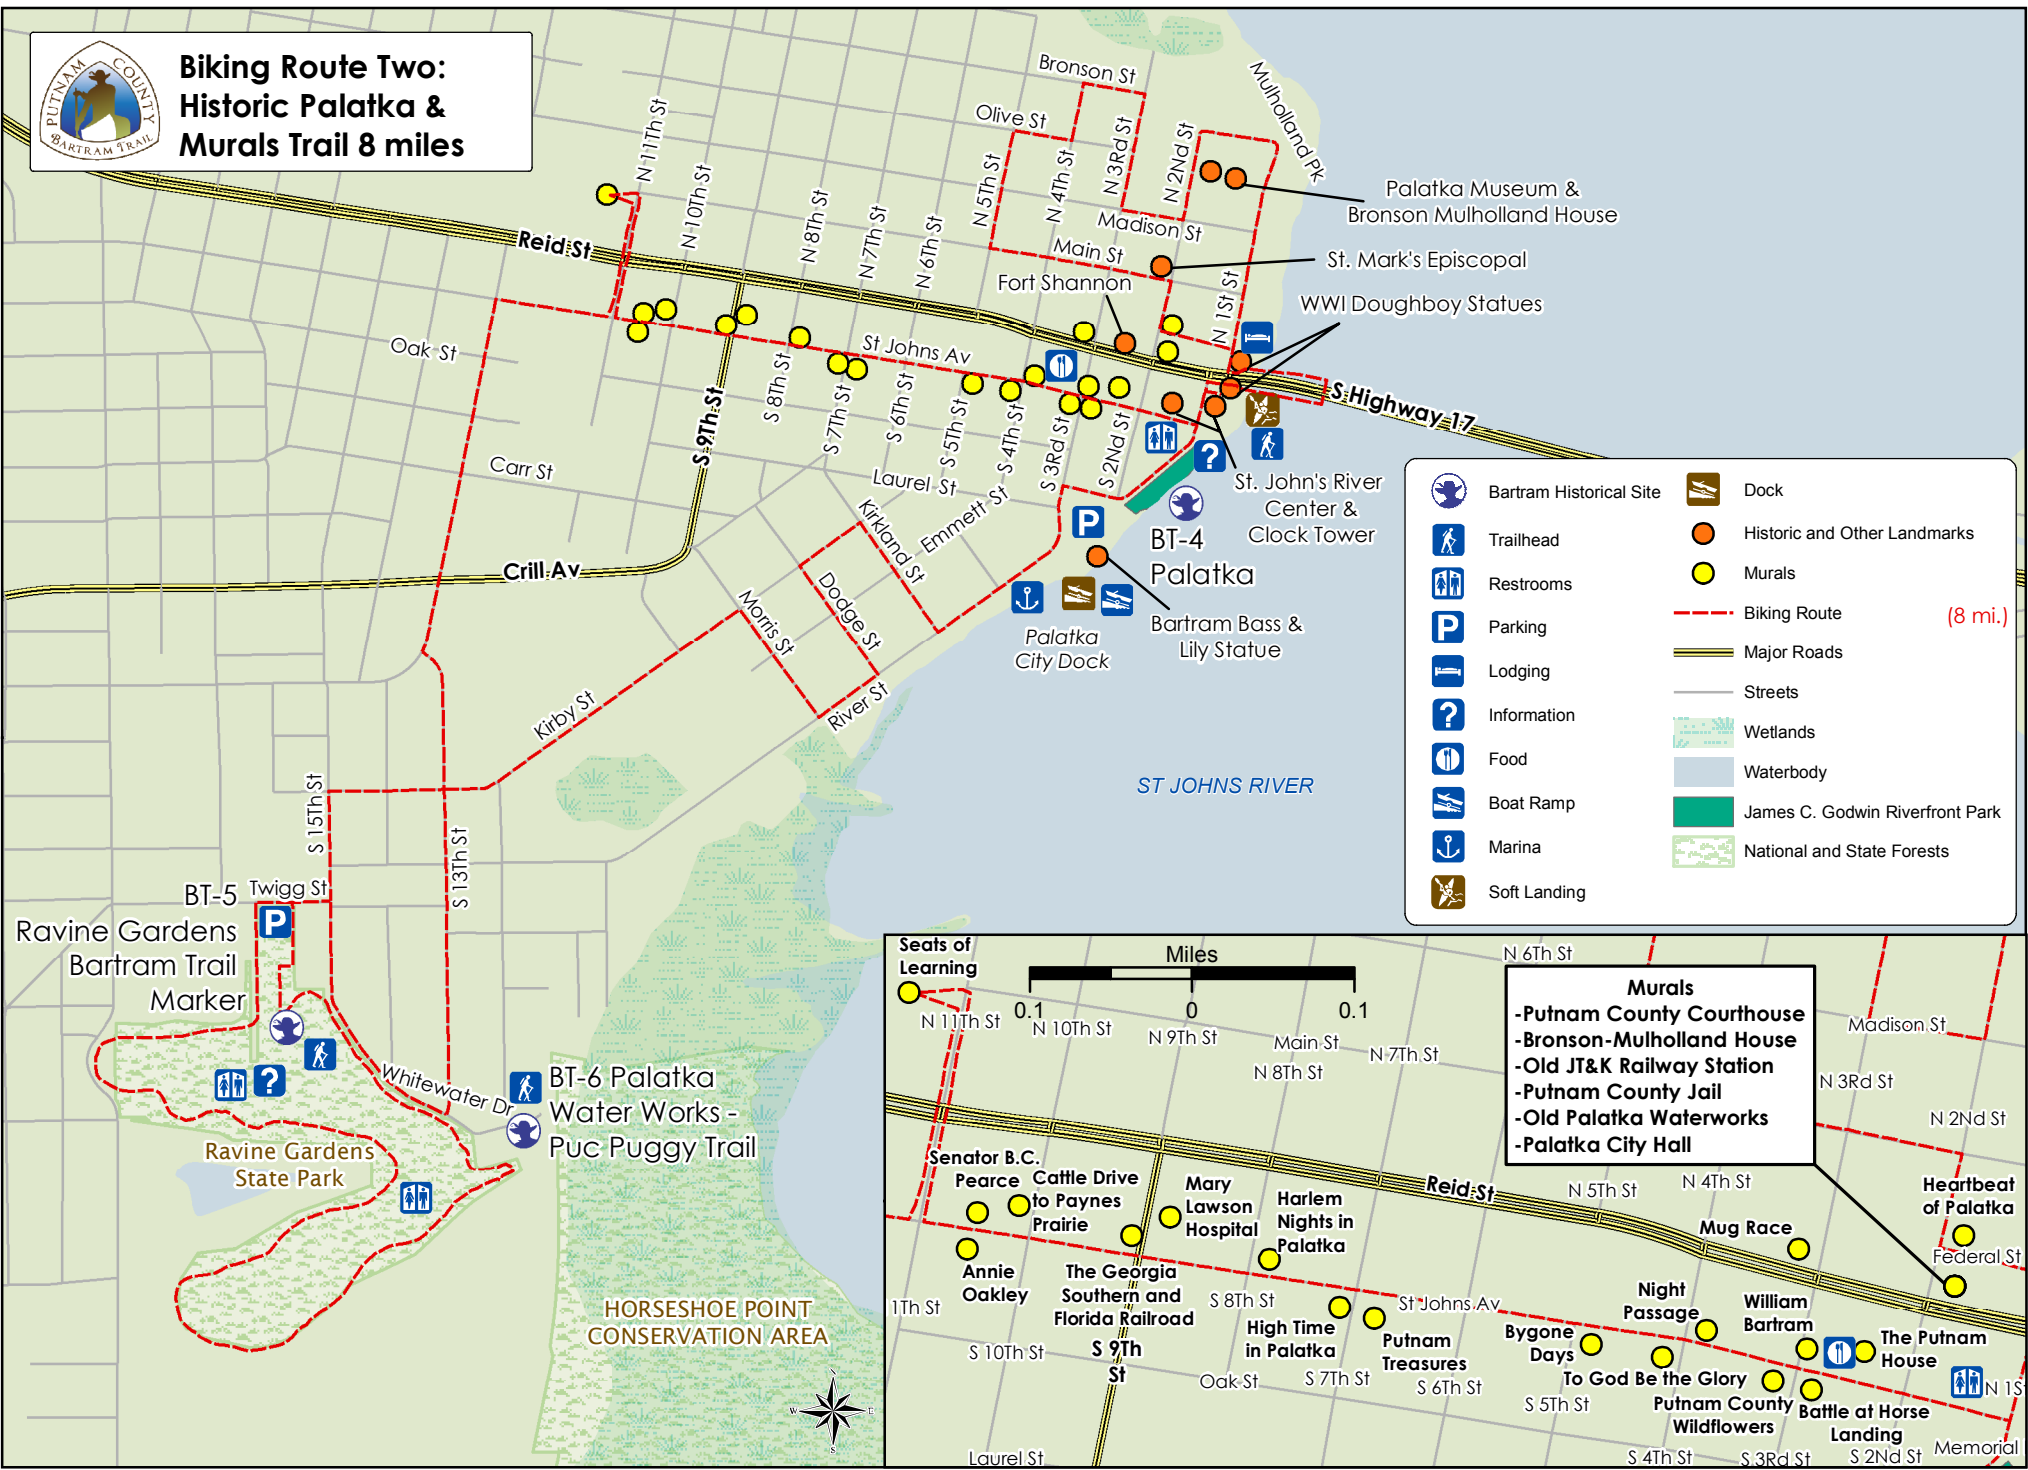 PUTNAM COUNTY
BARTRAM TRAIL
Biking Route Two:
Historic Palatka &
Murals Trail 8 miles
Bronson St
Olive St
Mulholland Pk
N 11Th St
N 10Th St
N 8Th St
N 7Th St
N 6Th St
N 5Th St
N 4Th St
N 3Rd St
N 2Nd St
N 1St St
Madison St
Main St
Reid St
Palatka Museum &
Bronson Mulholland House
St. Mark's Episcopal
Fort Shannon
WWI Doughboy Statues
Oak St
St Johns Av
S Highway 17
S 9Th St
S 8Th St
S 7Th St
S 6Th St
S 5Th St
S 4Th St
S 3Rd St
S 2Nd St
Carr St
Laurel St
Emmett St
Kirkland St
Dodge St
Morris St
Crill Av
St. John's River
Center &
Clock Tower
P
?
BT-4
Palatka
Bartram Bass &
Lily Statue
Palatka
City Dock
River St
Kirby St
ST JOHNS RIVER
S 15Th St
S 13Th St
Twigg St
BT-5
Ravine Gardens
Bartram Trail
Marker
P
?
Whitewater Dr
BT-6 Palatka
Water Works -
Puc Puggy Trail
Ravine Gardens
State Park
HORSESHOE POINT
CONSERVATION AREA
N
W
E
S
Bartram Historical Site
Trailhead
Restrooms
P
Parking
Lodging
?
Information
Food
Boat Ramp
Marina
Soft Landing
Dock
Historic and Other Landmarks
Murals
Biking Route
(8 mi.)
Major Roads
Streets
Wetlands
Waterbody
James C. Godwin Riverfront Park
National and State Forests
Seats of
Learning
Miles
0.1
0
0.1
N 11Th St
N 10Th St
N 9Th St
Main St
N 8Th St
N 7Th St
N 6Th St
Murals
-Putnam County Courthouse
-Bronson-Mulholland House
-Old JT&K Railway Station
-Putnam County Jail
-Old Palatka Waterworks
-Palatka City Hall
Madison St
N 3Rd St
N 2Nd St
N 5Th St
N 4Th St
Reid St
Senator B.C.
Pearce
Cattle Drive
to Paynes
Prairie
Mary
Lawson
Hospital
Harlem
Nights in
Palatka
Mug Race
Heartbeat
of Palatka
Federal St
Annie
Oakley
The Georgia
Southern and
Florida Railroad
1Th St
S 10Th St
S 9Th
St
S 8Th St
High Time
in Palatka
St Johns Av
Putnam
Treasures
Oak St
S 7Th St
S 6Th St
Bygone
Days
Night
Passage
William
Bartram
The Putnam
House
To God Be the Glory
Putnam County
Wildflowers
Battle at Horse
Landing
S 5Th St
S 4Th St
S 3Rd St
S 2Nd St
N 1St
Memorial
Laurel St